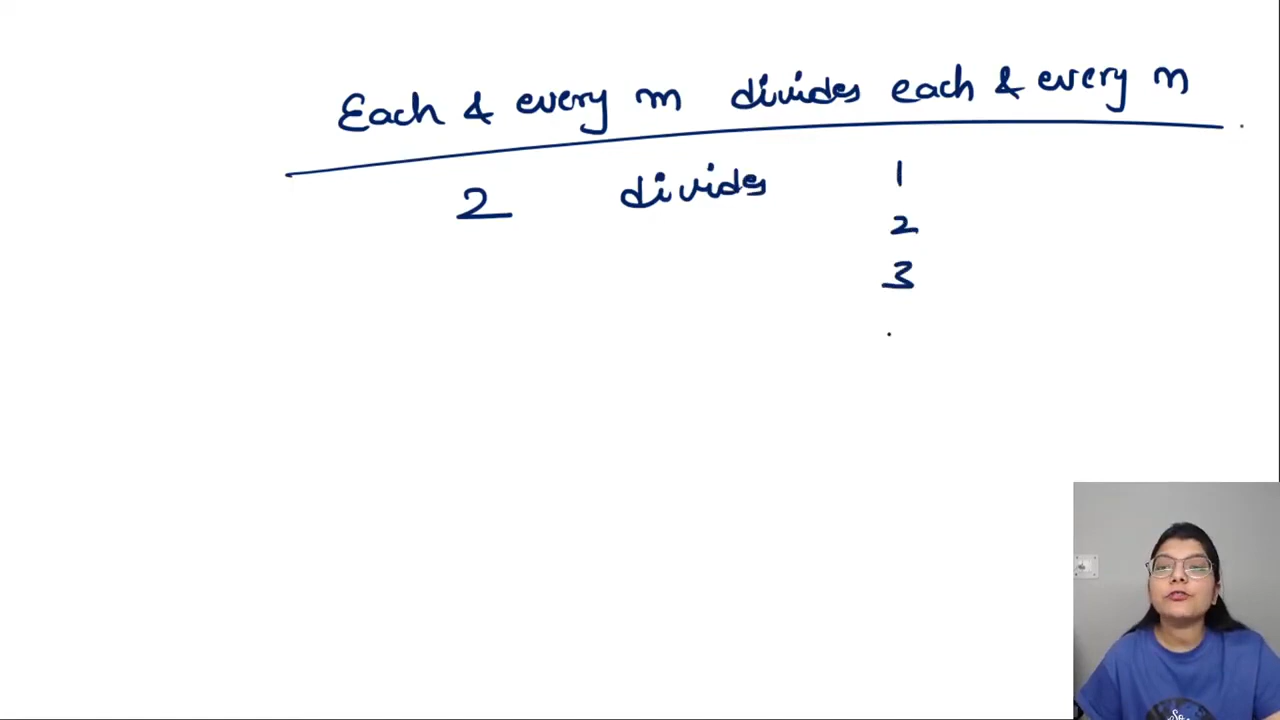 Each & every m divides each & every n
2 divides 1
2
3